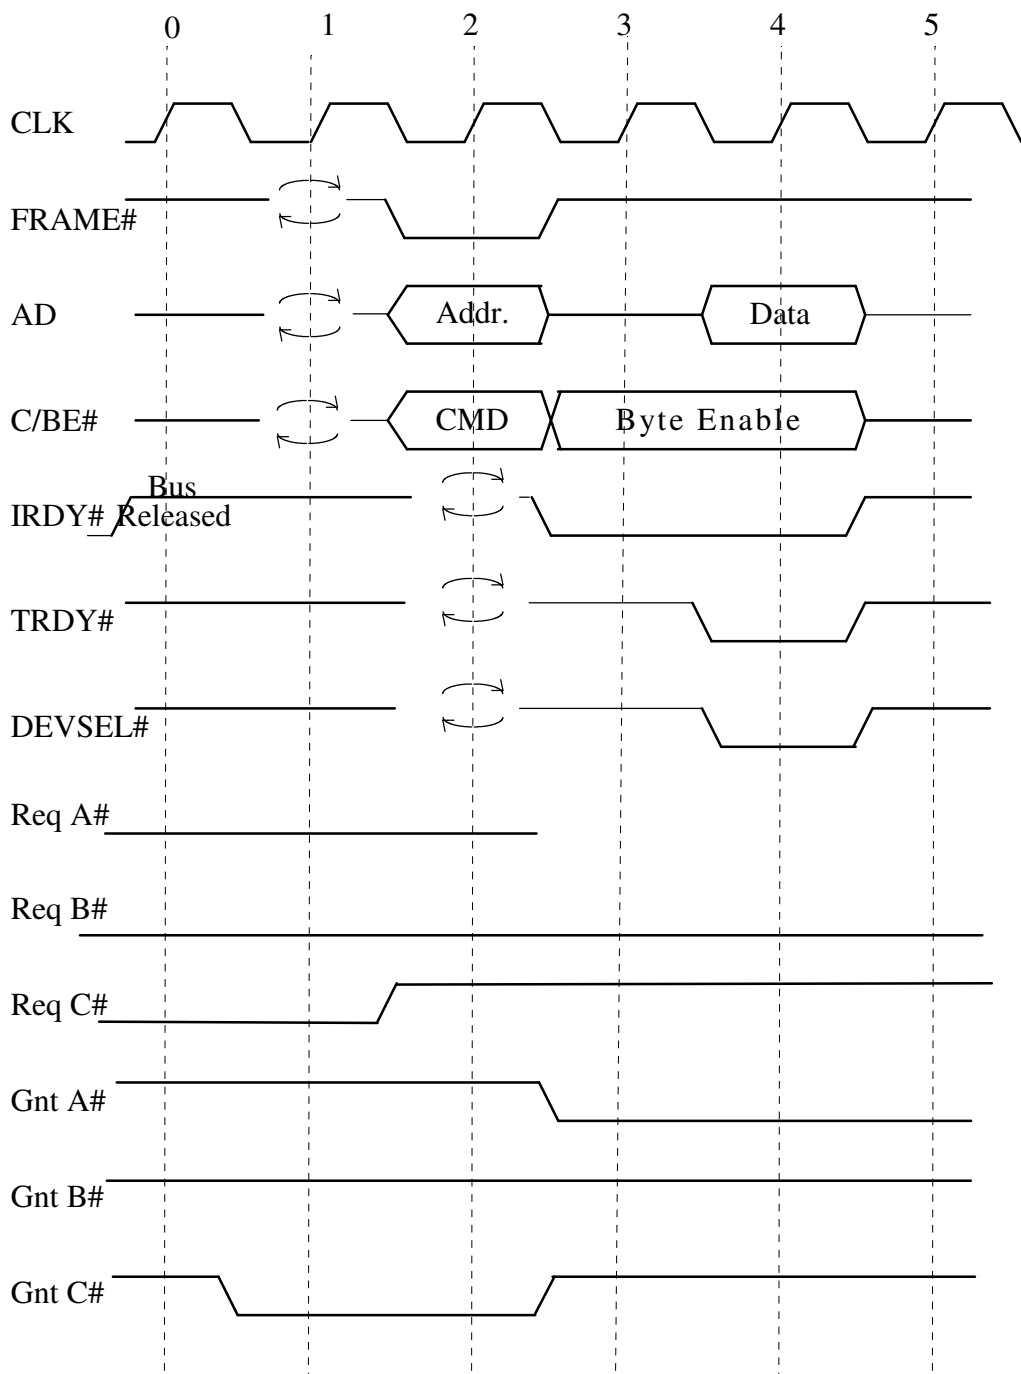 0 1 2 3 4 5
CLK
FRAME#
AD Addr. Data
C/BE# CMD Byte Enable
Bus
IRDY# Released
TRDY#
DEVSEL#
Req A#
Req B#
Req C#
Gnt A#
Gnt B#
Gnt C#